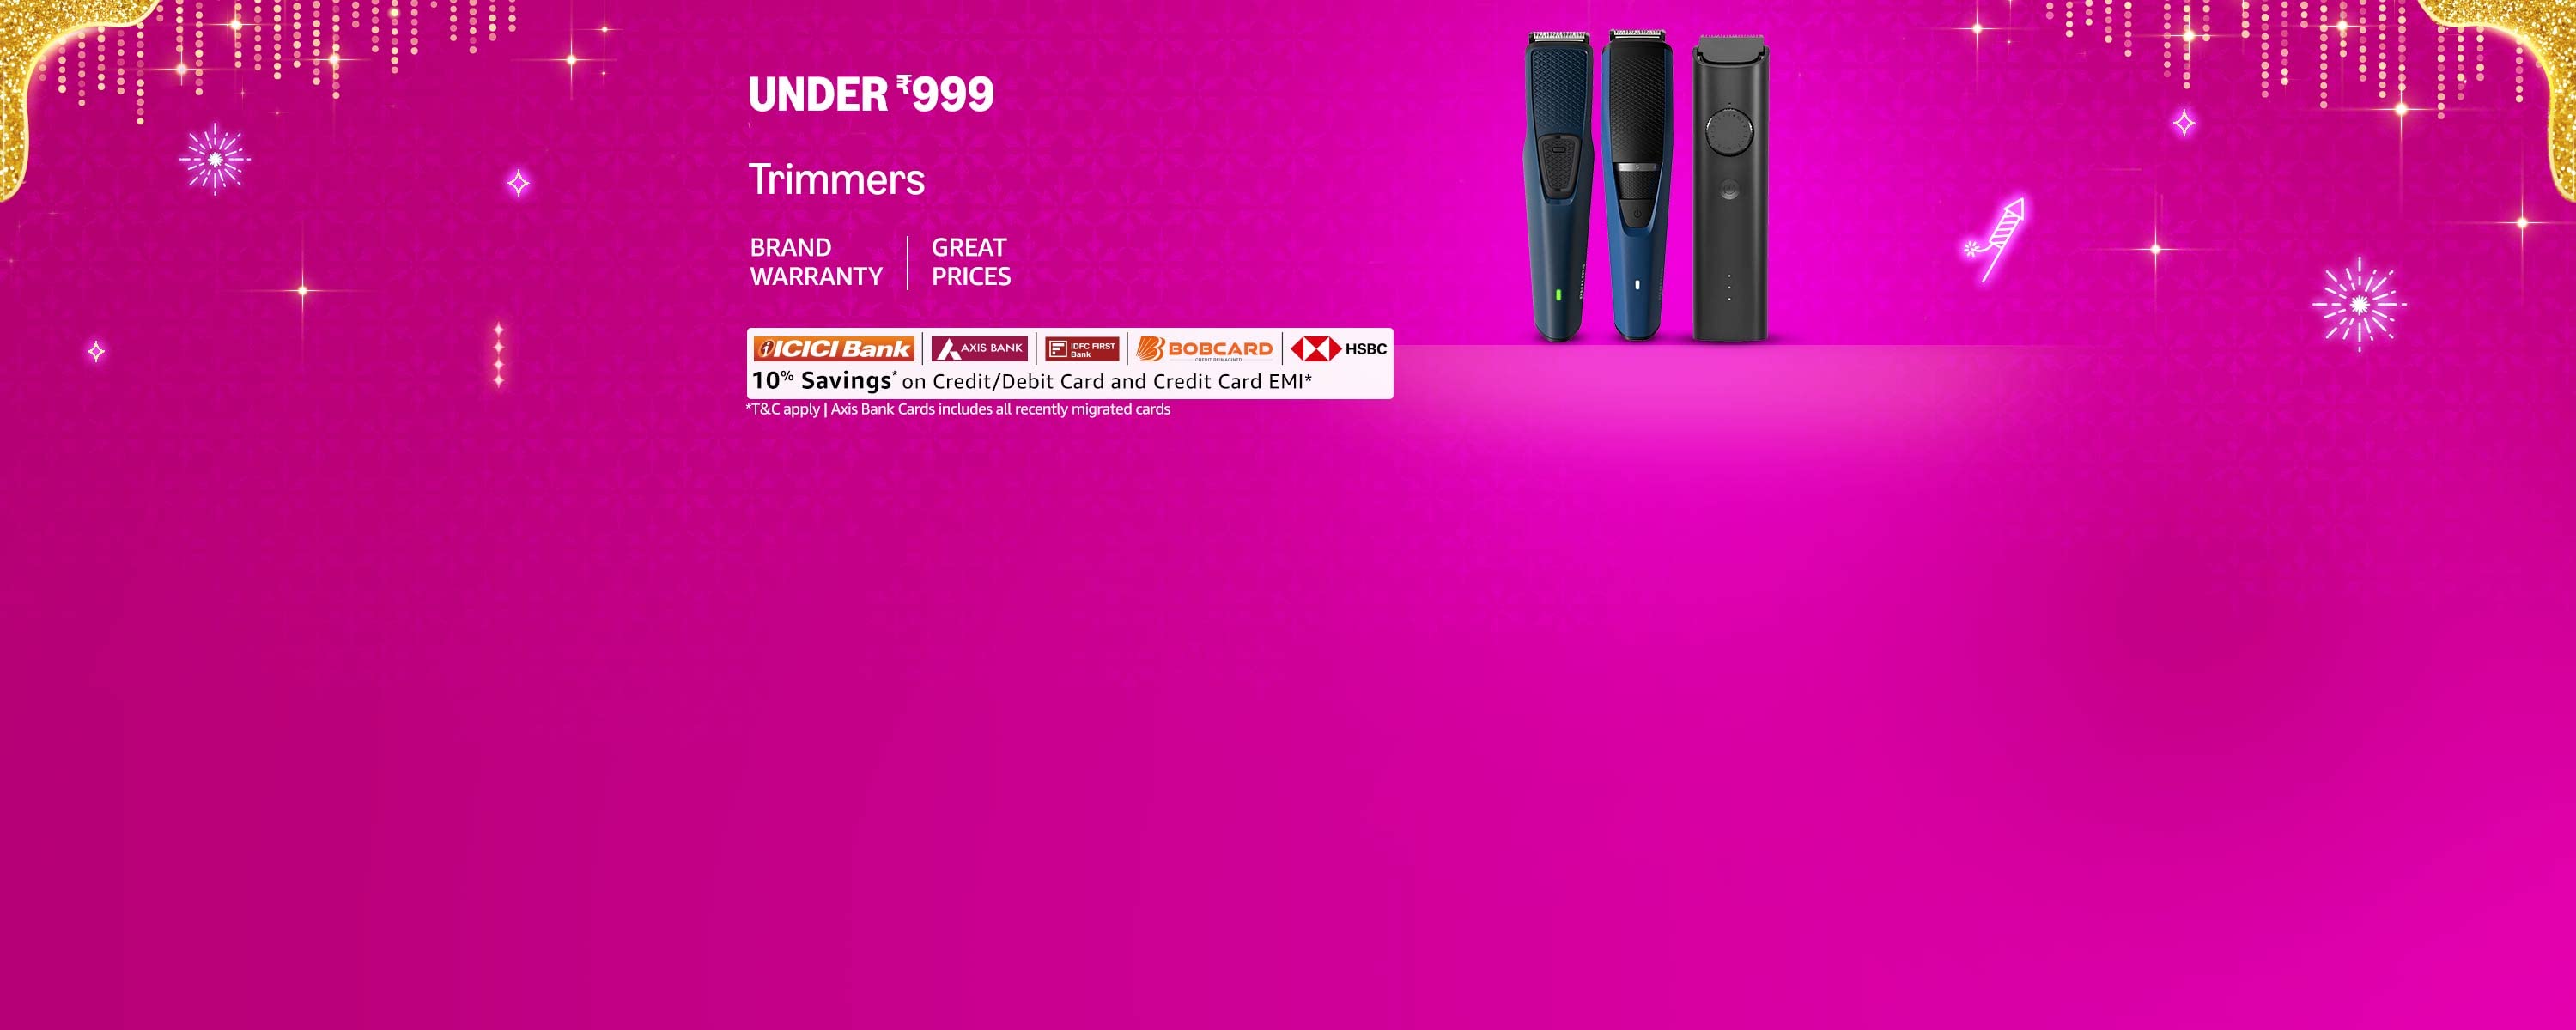 UNDER ₹999
Trimmers
BRAND
WARRANTY
GREAT
PRICES
ICICI Bank
AXIS BANK
IDFC FIRST
Bank
BOBCARD
CREDIT REIMAGINED
HSBC
10% Savings* on Credit/Debit Card and Credit Card EMI*
*T&C apply | Axis Bank Cards includes all recently migrated cards